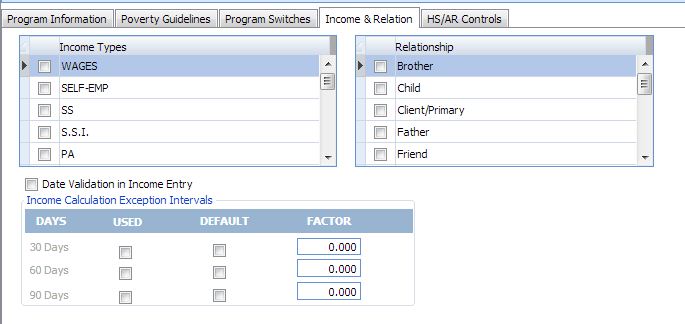 Program Information Poverty Guidelines Program Switches Income & Relation HS/AR Controls
Income Types
WAGES
SELF-EMP
SS
S.S.I.
PA
Relationship
Brother
Child
Client/Primary
Father
Friend
Date Validation in Income Entry
Income Calculation Exception Intervals
DAYS USED DEFAULT FACTOR
30 Days 0.000
60 Days 0.000
90 Days 0.000